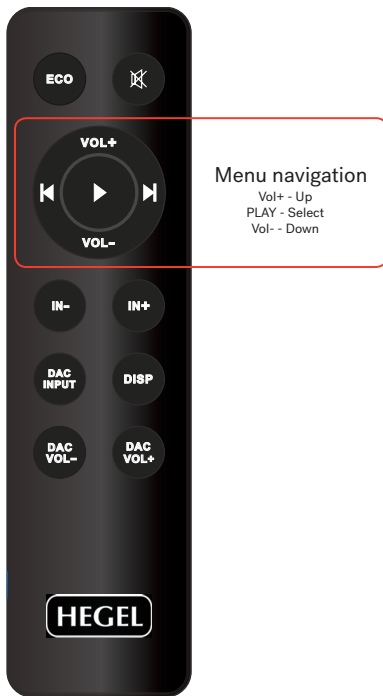 ECO
VOL+
VOL-
Menu navigation
Vol+ - Up
PLAY - Select
Vol- - Down
IN-
IN+
DAC
INPUT
DISP
DAC
VOL-
DAC
VOL+
HEGEL